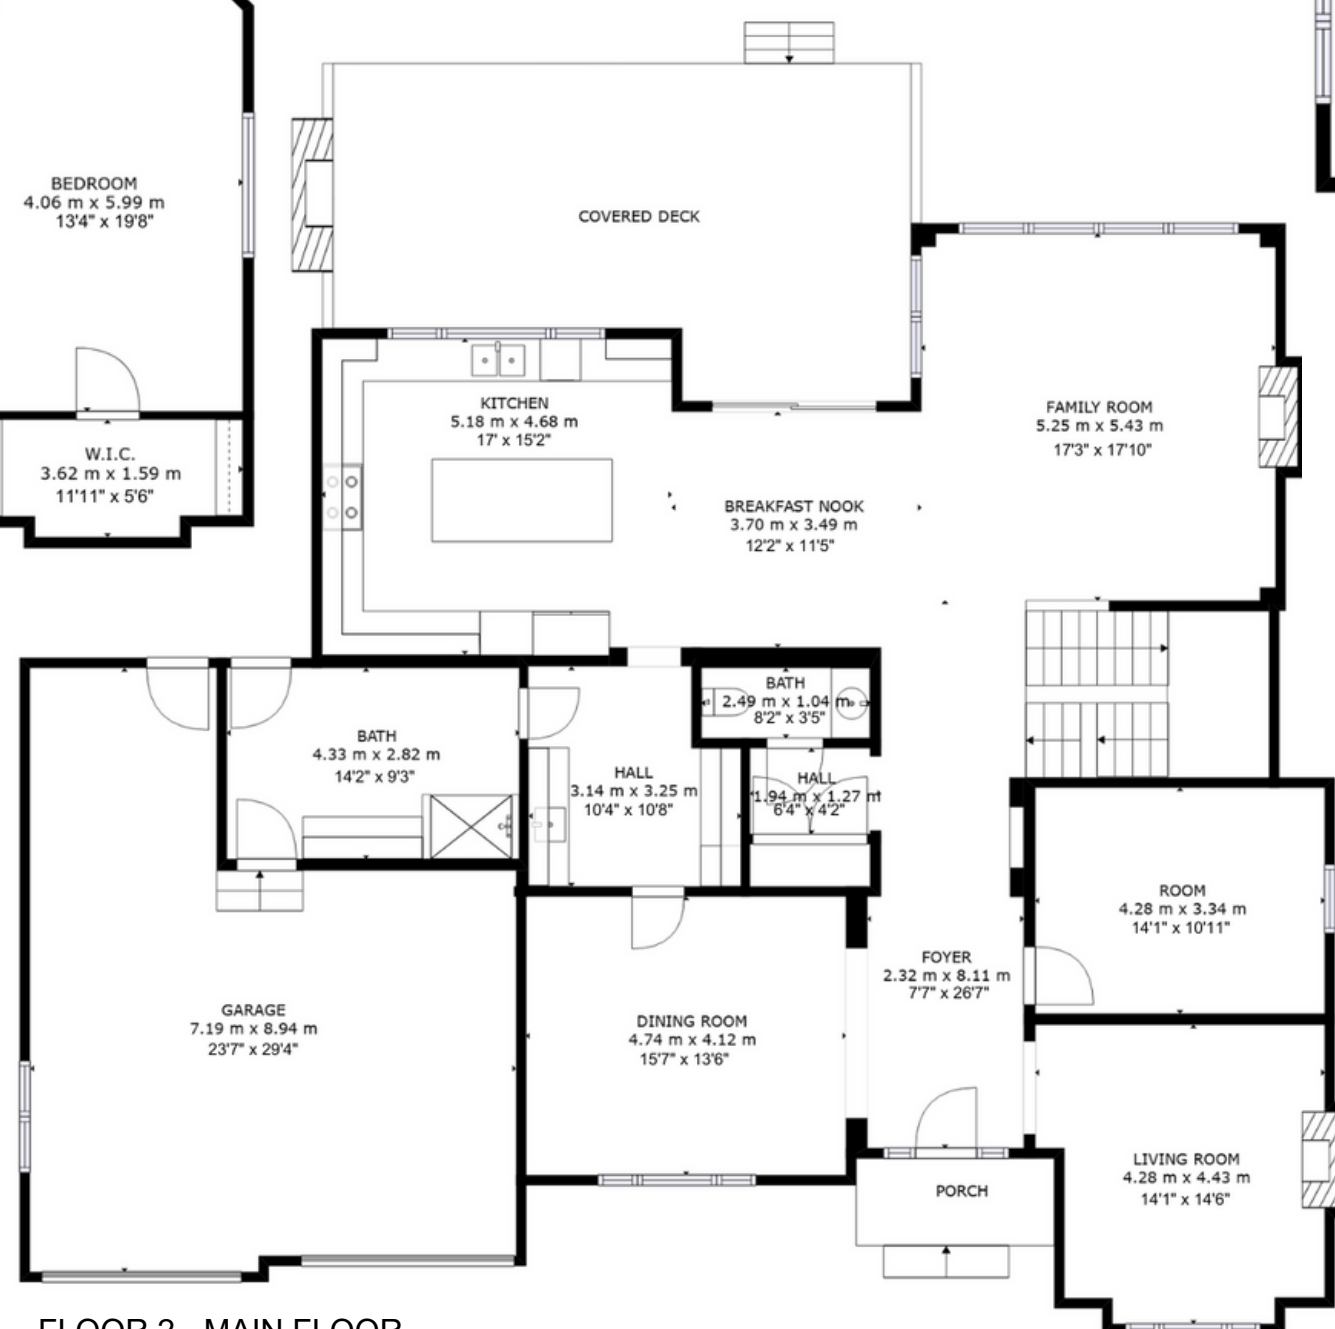 BEDROOM
4.06 m x 5.99 m
13'4" x 19'8"
W.I.C.
3.62 m x 1.59 m
11'11" x 5'6"
COVERED DECK
KITCHEN
5.18 m x 4.68 m
17' x 15'2"
BREAKFAST NOOK
3.70 m x 3.49 m
12'2" x 11'5"
FAMILY ROOM
5.25 m x 5.43 m
17'3" x 17'10"
BATH
4.33 m x 2.82 m
14'2" x 9'3"
HALL
3.14 m x 3.25 m
10'4" x 10'8"
BATH
2.49 m x 1.04 m
8'2" x 3'5"
HALL
1.94 m x 1.27 m
6'4" x 4'2"
ROOM
4.28 m x 3.34 m
14'1" x 10'11"
GARAGE
7.19 m x 8.94 m
23'7" x 29'4"
DINING ROOM
4.74 m x 4.12 m
15'7" x 13'6"
FOYER
2.32 m x 8.11 m
7'7" x 26'7"
LIVING ROOM
4.28 m x 4.43 m
14'1" x 14'6"
PORCH
FLOOR 2 - MAIN FLOOR